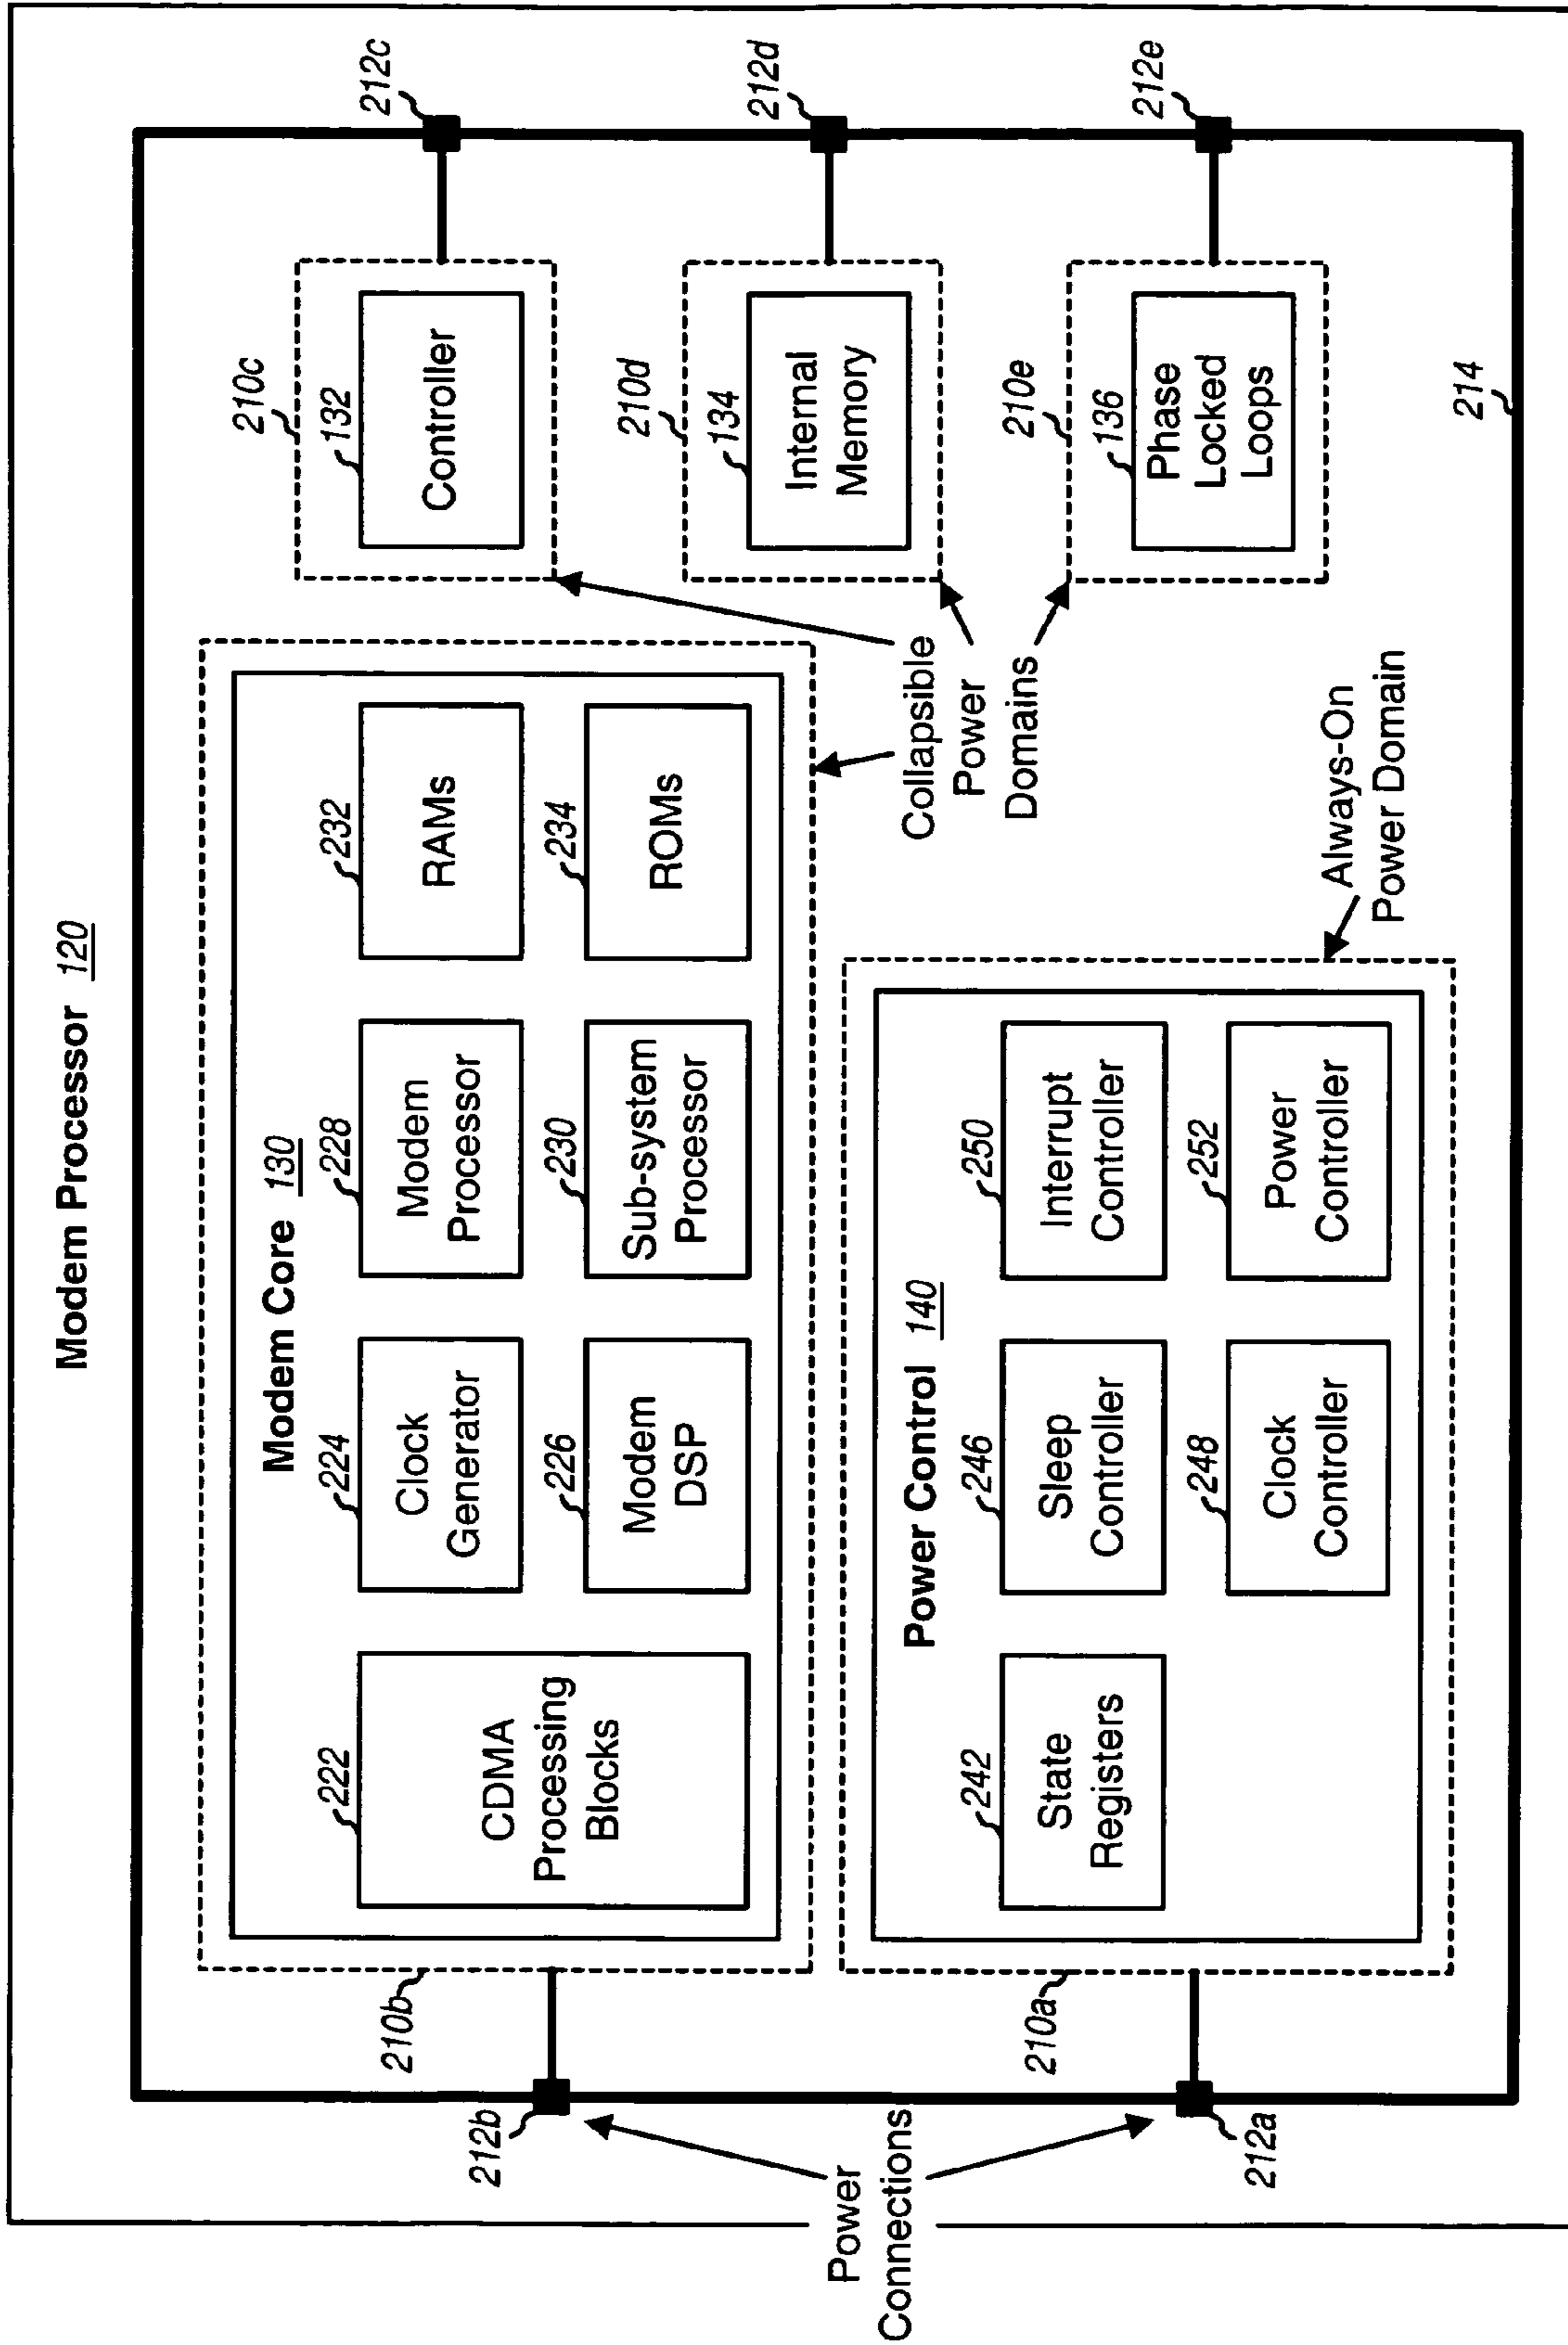 Modem Processor 120
Modem Core 130
222
CDMA
Processing
Blocks
224
Clock
Generator
226
Modem
DSP
228
Modem
Processor
230
Sub-system
Processor
232
RAMs
234
ROMs
210b
212b
Power
Connections
210a
212a
Power Control 140
242
State
Registers
246
Sleep
Controller
248
Clock
Controller
250
Interrupt
Controller
252
Power
Controller
Collapsible
Power
Domains
Always-On
Power Domain
210c
132
Controller
212c
210d
134
Internal
Memory
212d
210e
136
Phase
Locked
Loops
212e
214